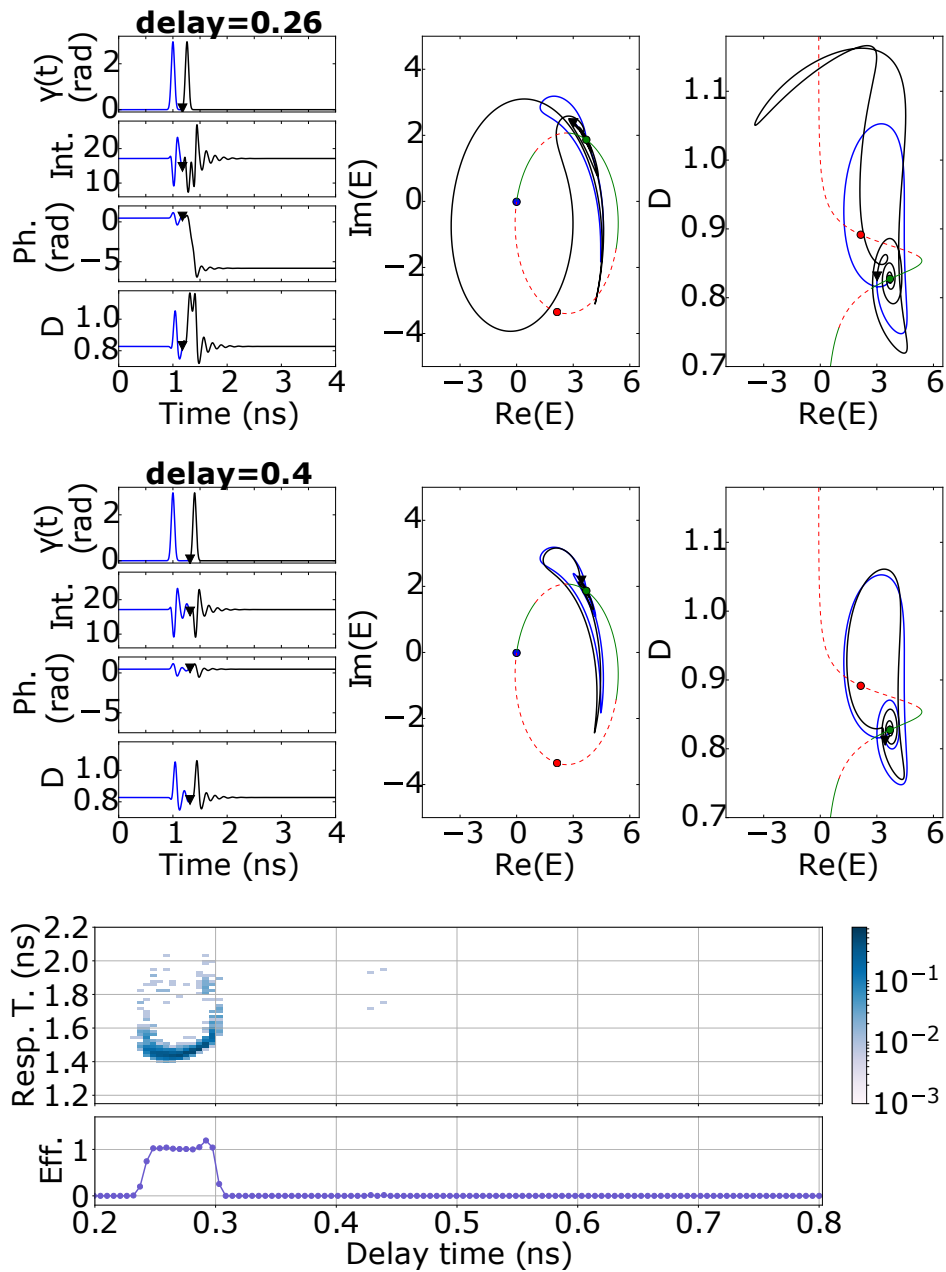 delay=0.26
γ(t)
(rad)
2
0
Int.
20
10
Ph.
(rad)
0
−5
D
1.0
0.8
0 1 2 3 4
Time (ns)
Im(E)
4
2
0
−2
−4
−3 0 3 6
Re(E)
D
1.1
1.0
0.9
0.8
0.7
−3 0 3 6
Re(E)
delay=0.4
γ(t)
(rad)
2
0
Int.
20
10
Ph.
(rad)
0
−5
D
1.0
0.8
0 1 2 3 4
Time (ns)
Im(E)
4
2
0
−2
−4
−3 0 3 6
Re(E)
D
1.1
1.0
0.9
0.8
0.7
−3 0 3 6
Re(E)
Resp. T. (ns)
2.2
2.0
1.8
1.6
1.4
1.2
10⁻¹
10⁻²
10⁻³
Eff.
1
0
0.2 0.3 0.4 0.5 0.6 0.7 0.8
Delay time (ns)